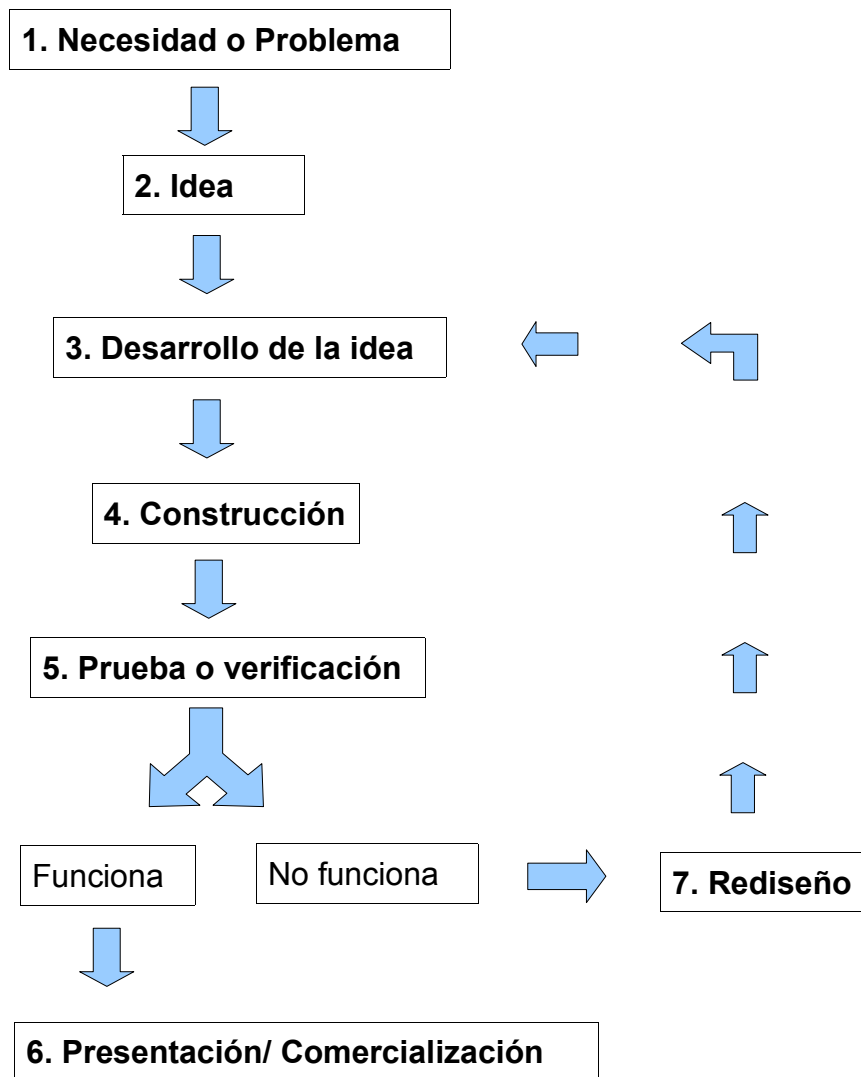 1. Necesidad o Problema
2. Idea
3. Desarrollo de la idea
4. Construcción
5. Prueba o verificación
Funciona
No funciona
7. Rediseño
6. Presentación/ Comercialización